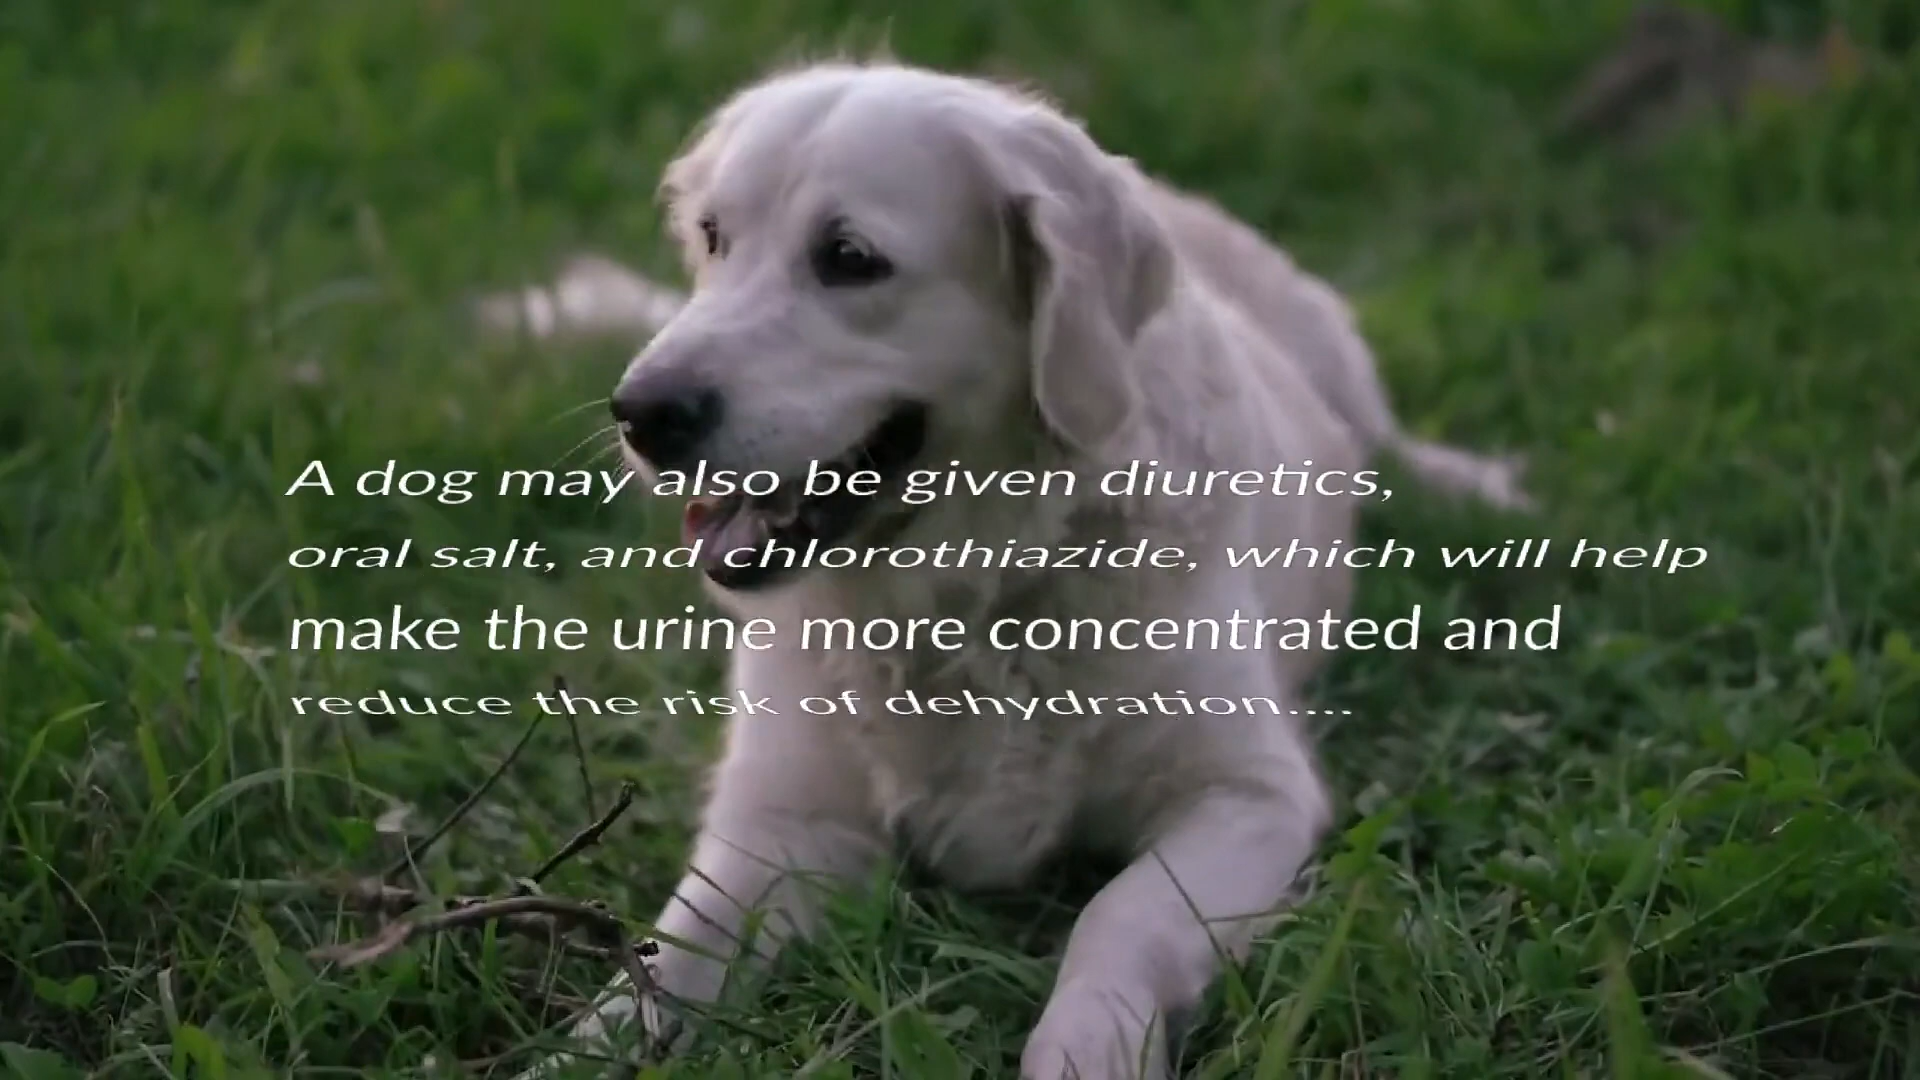 A dog may also be given diuretics,
oral salt, and chlorothiazide, which will help
make the urine more concentrated and
reduce the risk of dehydration....